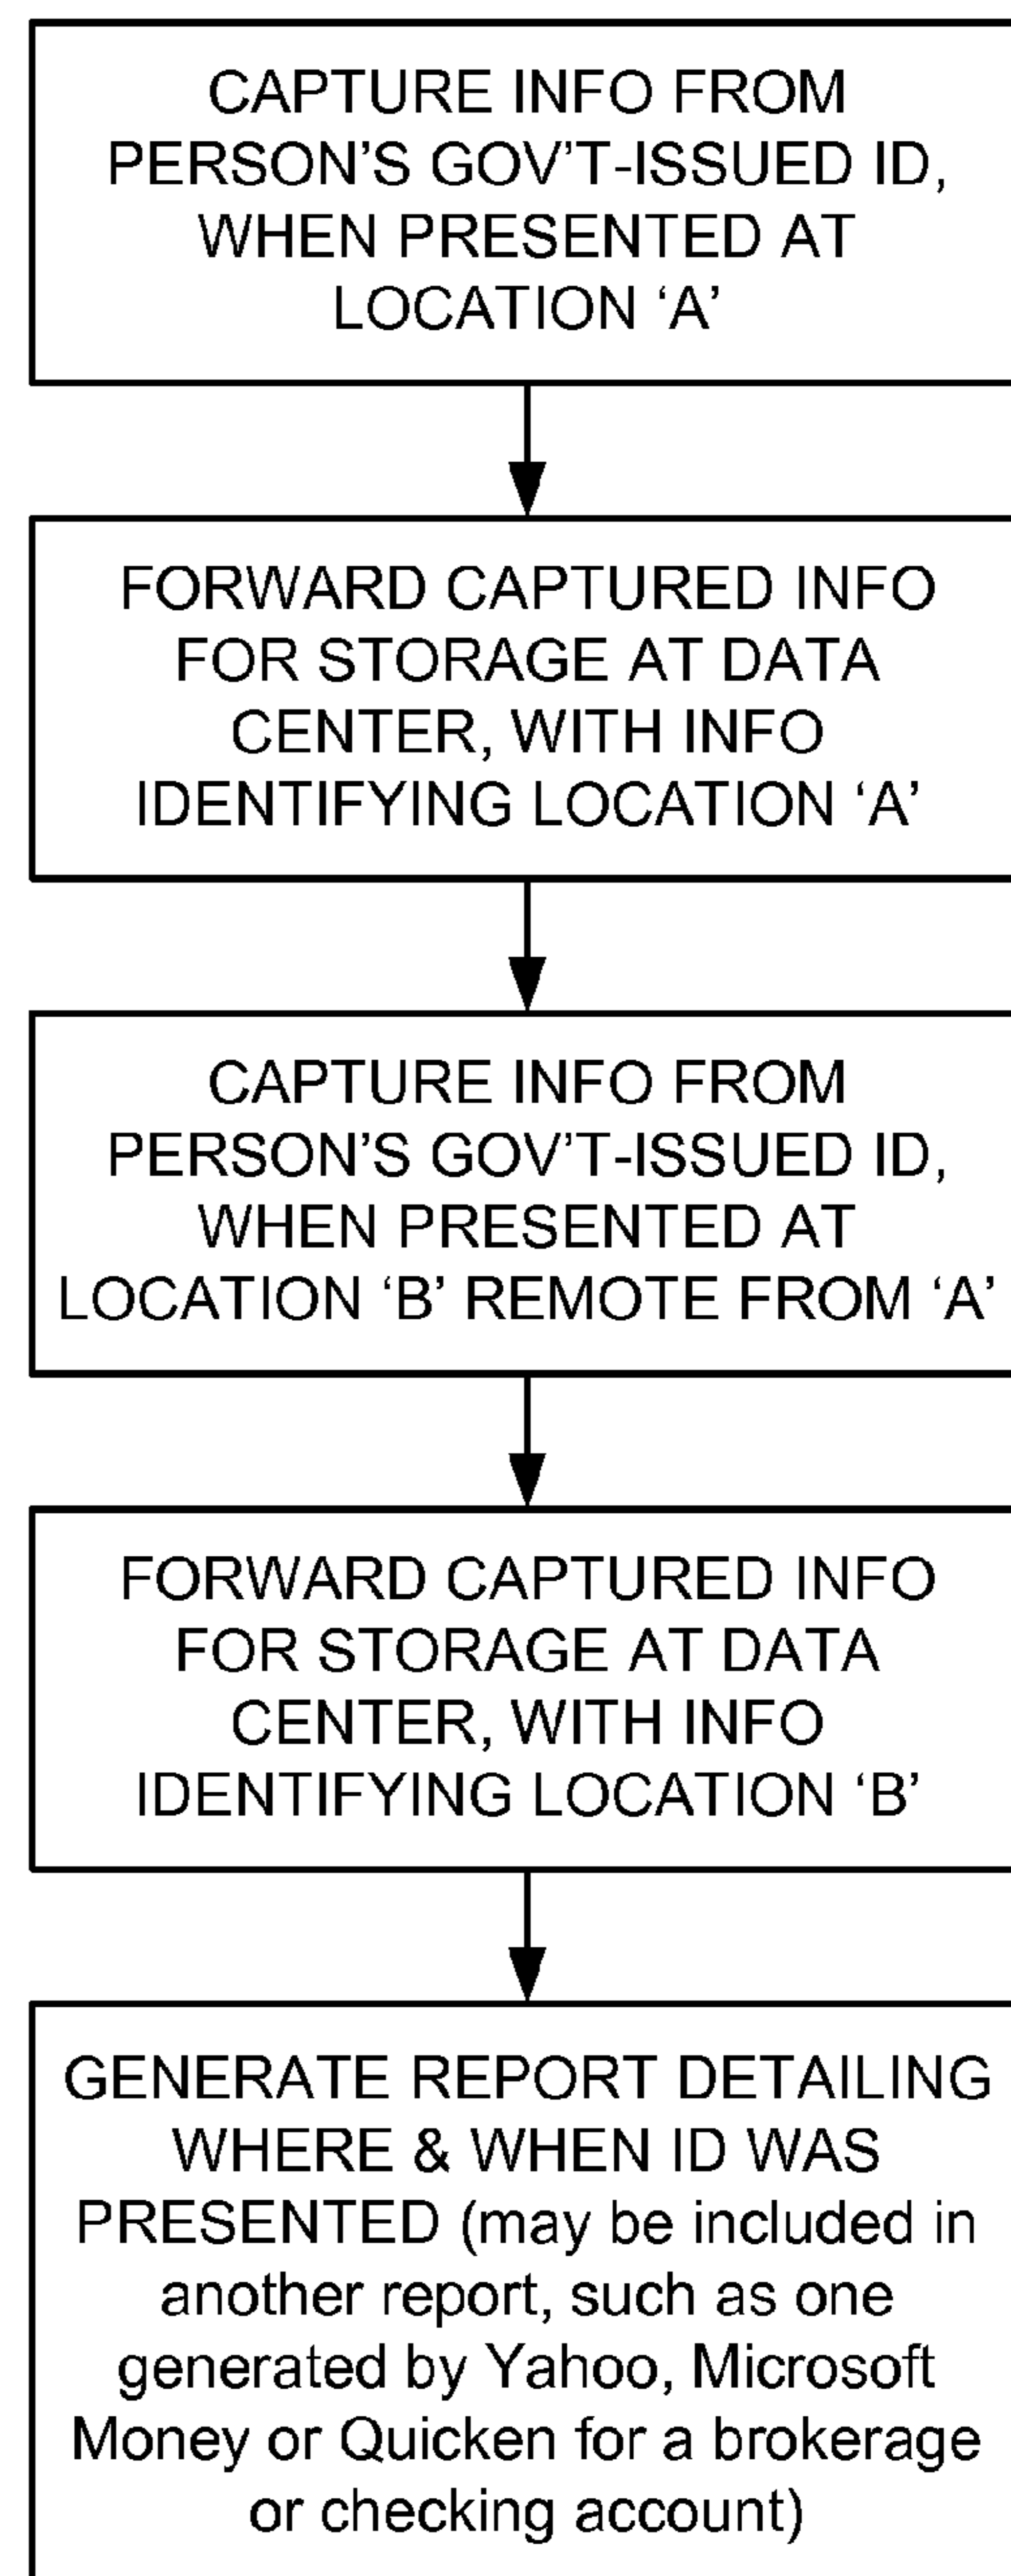 CAPTURE INFO FROM
PERSON'S GOV'T-ISSUED ID,
WHEN PRESENTED AT
LOCATION ‘A’
FORWARD CAPTURED INFO
FOR STORAGE AT DATA
CENTER, WITH INFO
IDENTIFYING LOCATION ‘A’
CAPTURE INFO FROM
PERSON’S GOV’T-ISSUED ID,
WHEN PRESENTED AT
LOCATION ‘B’ REMOTE FROM ‘A’
FORWARD CAPTURED INFO
FOR STORAGE AT DATA
CENTER, WITH INFO
IDENTIFYING LOCATION ‘B’
GENERATE REPORT DETAILING
WHERE & WHEN ID WAS
PRESENTED (may be included in
another report, such as one
generated by Yahoo, Microsoft
Money or Quicken for a brokerage
or checking account)